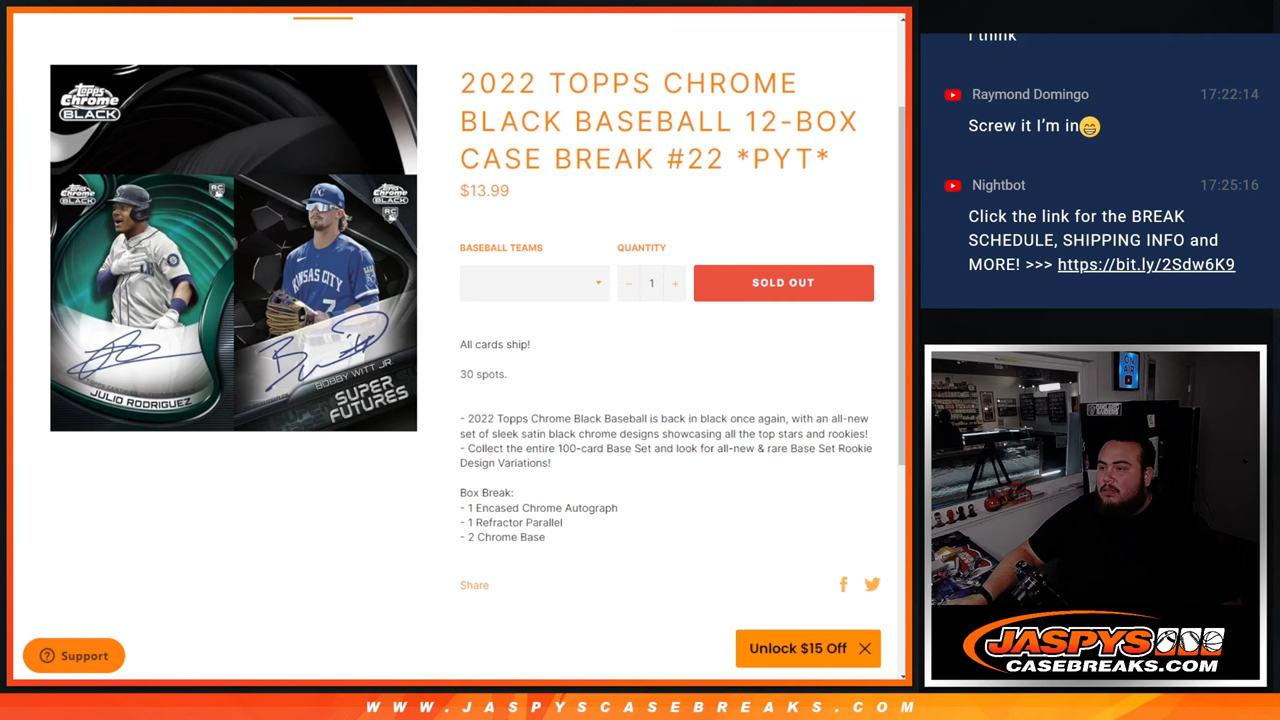 Topps
Chrome
BLACK
Topps
Chrome
BLACK
RC
JULIO RODRIGUEZ
Topps
Chrome
BLACK
RC
KANSAS CITY
7
BOBBY WITT JR.
SUPER
FUTURES
2022 TOPPS CHROME
BLACK BASEBALL 12-BOX
CASE BREAK #22 *PYT*
$13.99
BASEBALL TEAMS
QUANTITY
− 1 +
SOLD OUT
All cards ship!
30 spots.
- 2022 Topps Chrome Black Baseball is back in black once again, with an all-new
set of sleek satin black chrome designs showcasing all the top stars and rookies!
- Collect the entire 100-card Base Set and look for all-new & rare Base Set Rookie
Design Variations!
Box Break:
- 1 Encased Chrome Autograph
- 1 Refractor Parallel
- 2 Chrome Base
Share
Support
Unlock $15 Off
I think
Raymond Domingo 17:22:14
Screw it I'm in😁
Nightbot 17:25:16
Click the link for the BREAK
SCHEDULE, SHIPPING INFO and
MORE! >>> https://bit.ly/2Sdw6K9
ON
AIR
JASPYS
CASEBREAKS.COM
WWW.JASPYSCASEBREAKS.COM